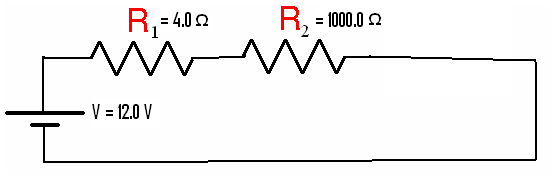 R₁ = 4.0 Ω
R₂ = 1000.0 Ω
V = 12.0 V